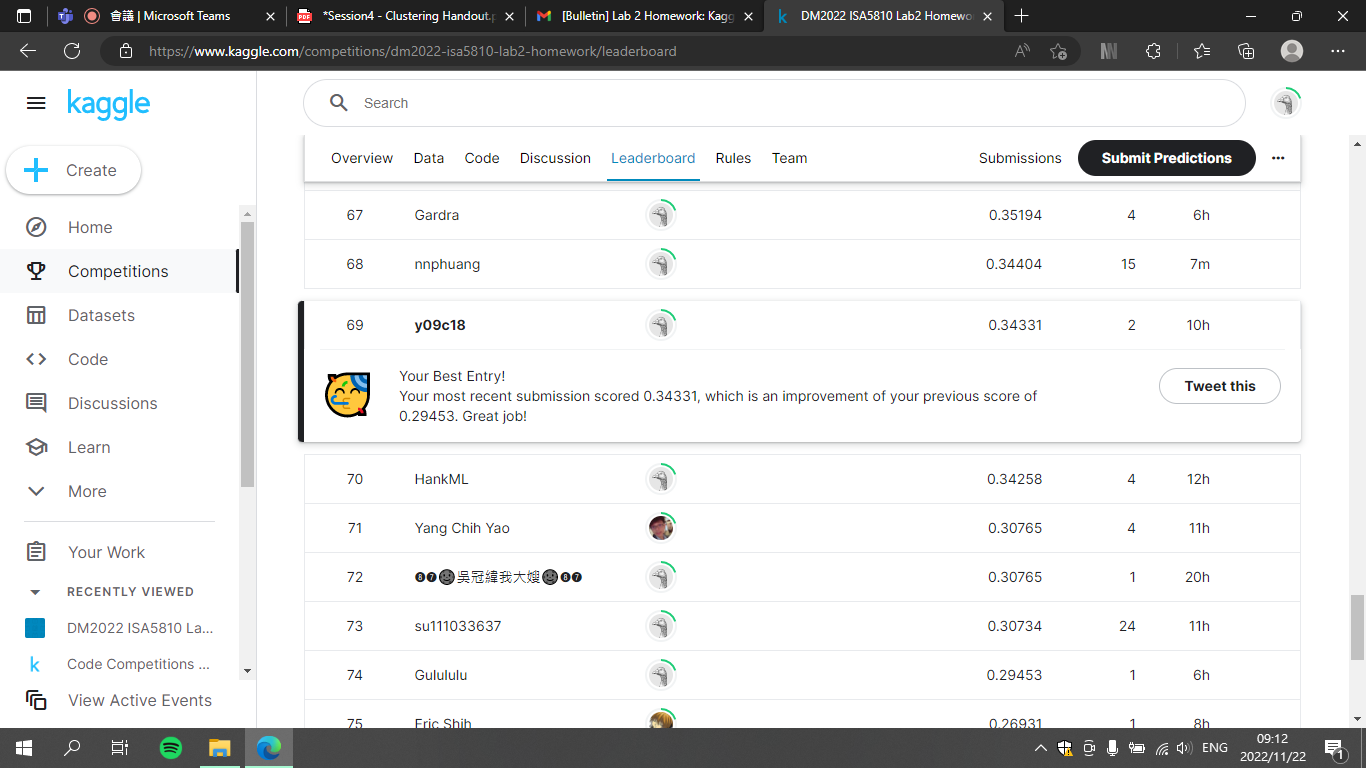 會議 | Microsoft Teams
*Session4 - Clustering Handout.p
[Bulletin] Lab 2 Homework: Kagg
DM2022 ISA5810 Lab2 Homewo
https://www.kaggle.com/competitions/dm2022-isa5810-lab2-homework/leaderboard
kaggle
Search
Create
Home
Competitions
Datasets
Code
Discussions
Learn
More
Your Work
RECENTLY VIEWED
DM2022 ISA5810 La...
Code Competitions ...
View Active Events
Overview Data Code Discussion Leaderboard Rules Team Submissions Submit Predictions
67 Gardra 0.35194 4 6h
68 nnphuang 0.34404 15 7m
69 y09c18 0.34331 2 10h
Your Best Entry!
Your most recent submission scored 0.34331, which is an improvement of your previous score of
0.29453. Great job!
Tweet this
70 HankML 0.34258 4 12h
71 Yang Chih Yao 0.30765 4 11h
72 ❽❼🌚吳冠緯我大嫂🌚❽❼ 0.30765 1 20h
73 su111033637 0.30734 24 11h
74 Gulululu 0.29453 1 6h
75 Eric Shih 0.26931 1 8h
ENG
09:12
2022/11/22
1